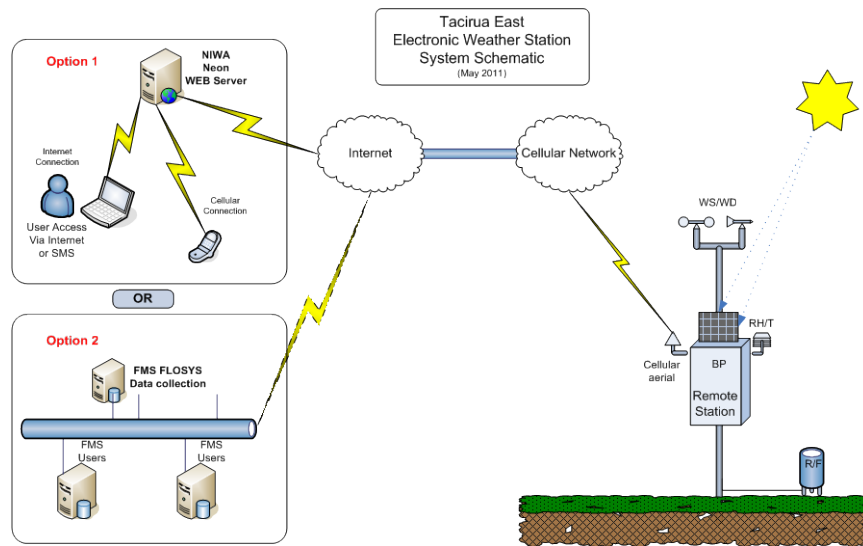 Tacirua East
Electronic Weather Station
System Schematic
(May 2011)
Option 1
NIWA
Neon
WEB Server
Internet
Connection
User Access
Via Internet
or SMS
Cellular
Connection
Internet
Cellular Network
WS/WD
RH/T
BP
Remote
Station
Cellular
aerial
R/F
OR
Option 2
FMS FLOSYS
Data collection
FMS
Users
FMS
Users